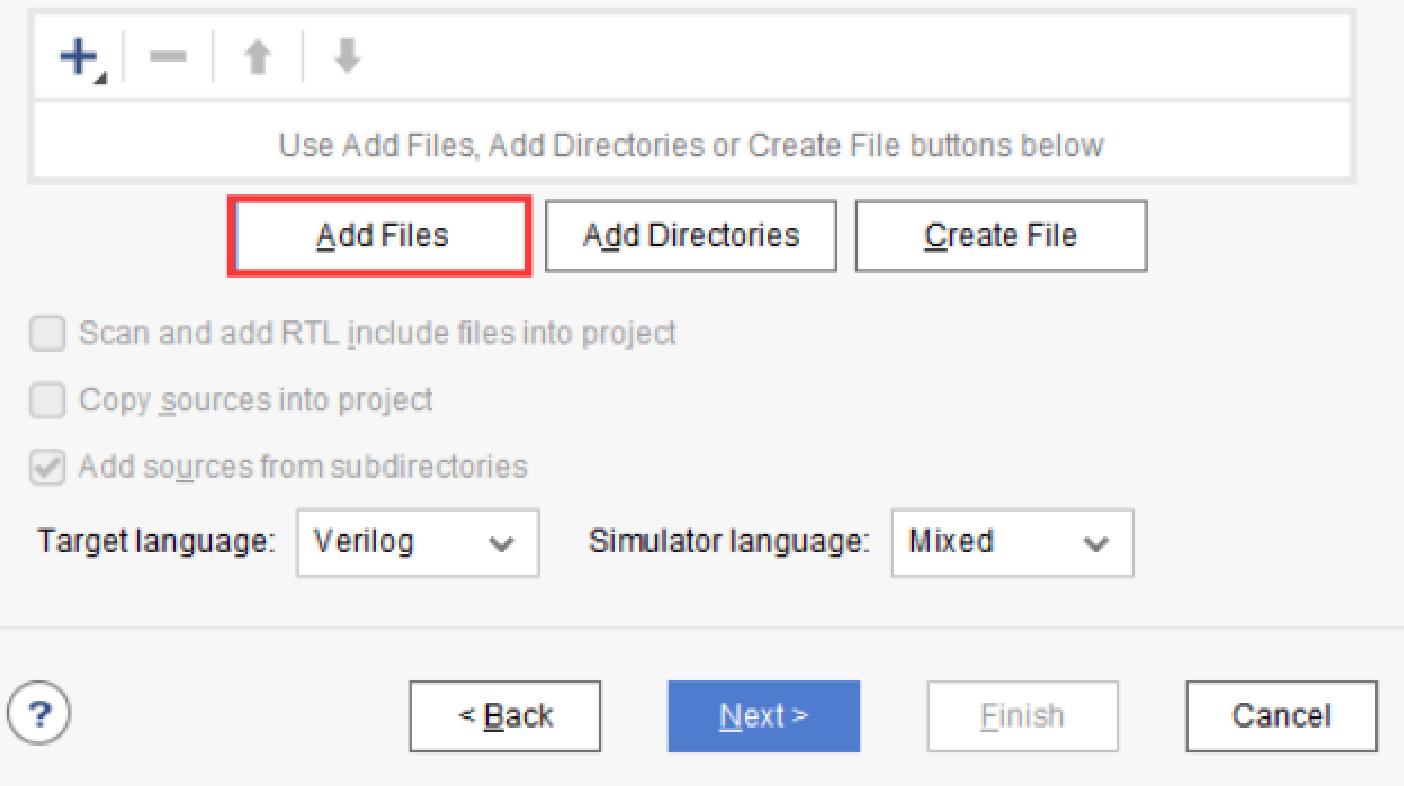 Use Add Files, Add Directories or Create File buttons below
Add Files Add Directories Create File
Scan and add RTL include files into project
Copy sources into project
Add sources from subdirectories
Target language: Verilog Simulator language: Mixed
? < Back Next > Finish Cancel